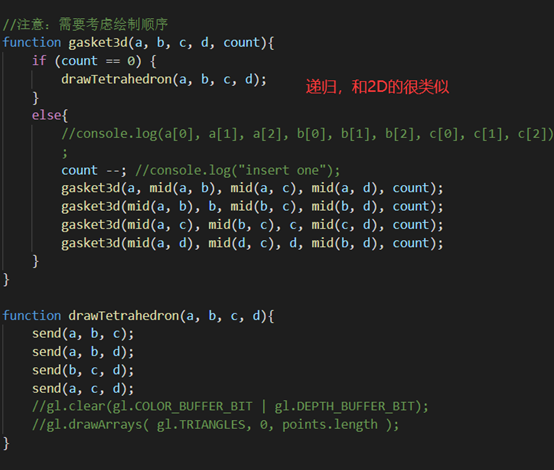 //注意：需要考虑绘制顺序
function gasket3d(a, b, c, d, count){
if (count == 0) {
drawTetrahedron(a, b, c, d);
递归，和2D的很类似
}
else{
//console.log(a[0], a[1], a[2], b[0], b[1], b[2], c[0], c[1], c[2])
;
count --; //console.log("insert one");
gasket3d(a, mid(a, b), mid(a, c), mid(a, d), count);
gasket3d(mid(a, b), b, mid(b, c), mid(b, d), count);
gasket3d(mid(a, c), mid(b, c), c, mid(c, d), count);
gasket3d(mid(a, d), mid(d, c), d, mid(b, d), count);
}
}
function drawTetrahedron(a, b, c, d){
send(a, b, c);
send(a, b, d);
send(b, c, d);
send(a, c, d);
//gl.clear(gl.COLOR_BUFFER_BIT | gl.DEPTH_BUFFER_BIT);
//gl.drawArrays( gl.TRIANGLES, 0, points.length );
}